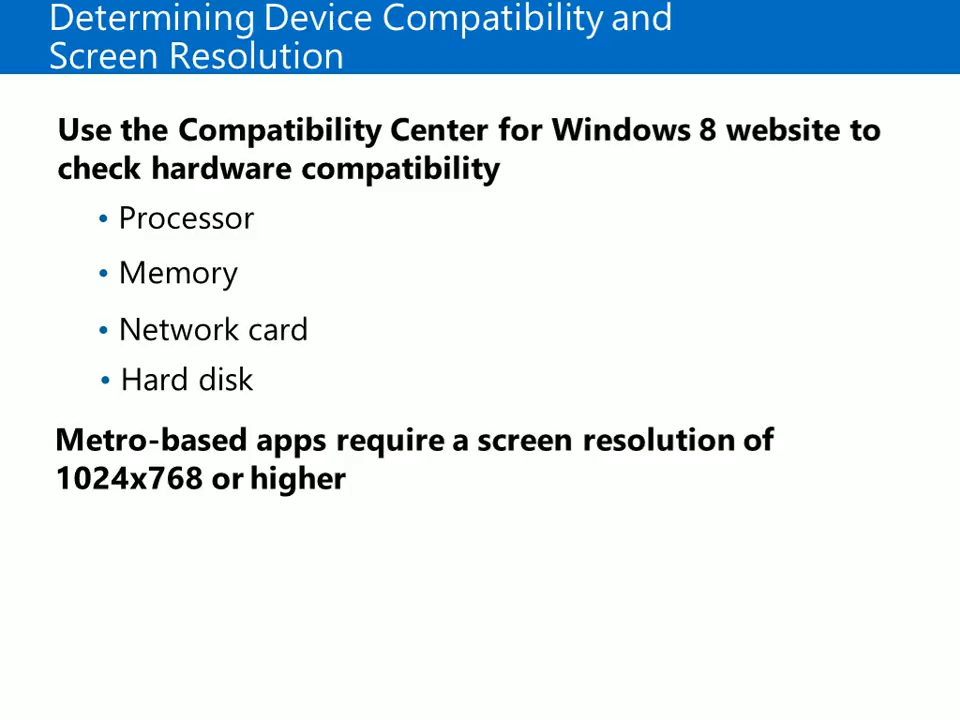 Determining Device Compatibility and
Screen Resolution
Use the Compatibility Center for Windows 8 website to
check hardware compatibility
• Processor
• Memory
• Network card
• Hard disk
Metro-based apps require a screen resolution of
1024x768 or higher